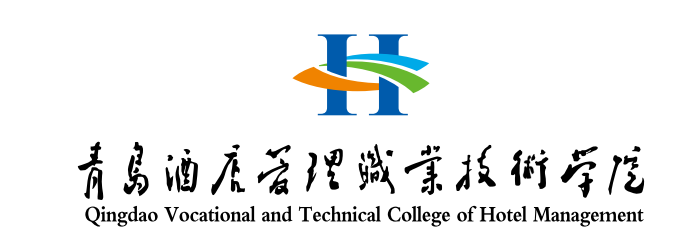 H
青島酒店管理職業技術學院
Qingdao Vocational and Technical College of Hotel Management